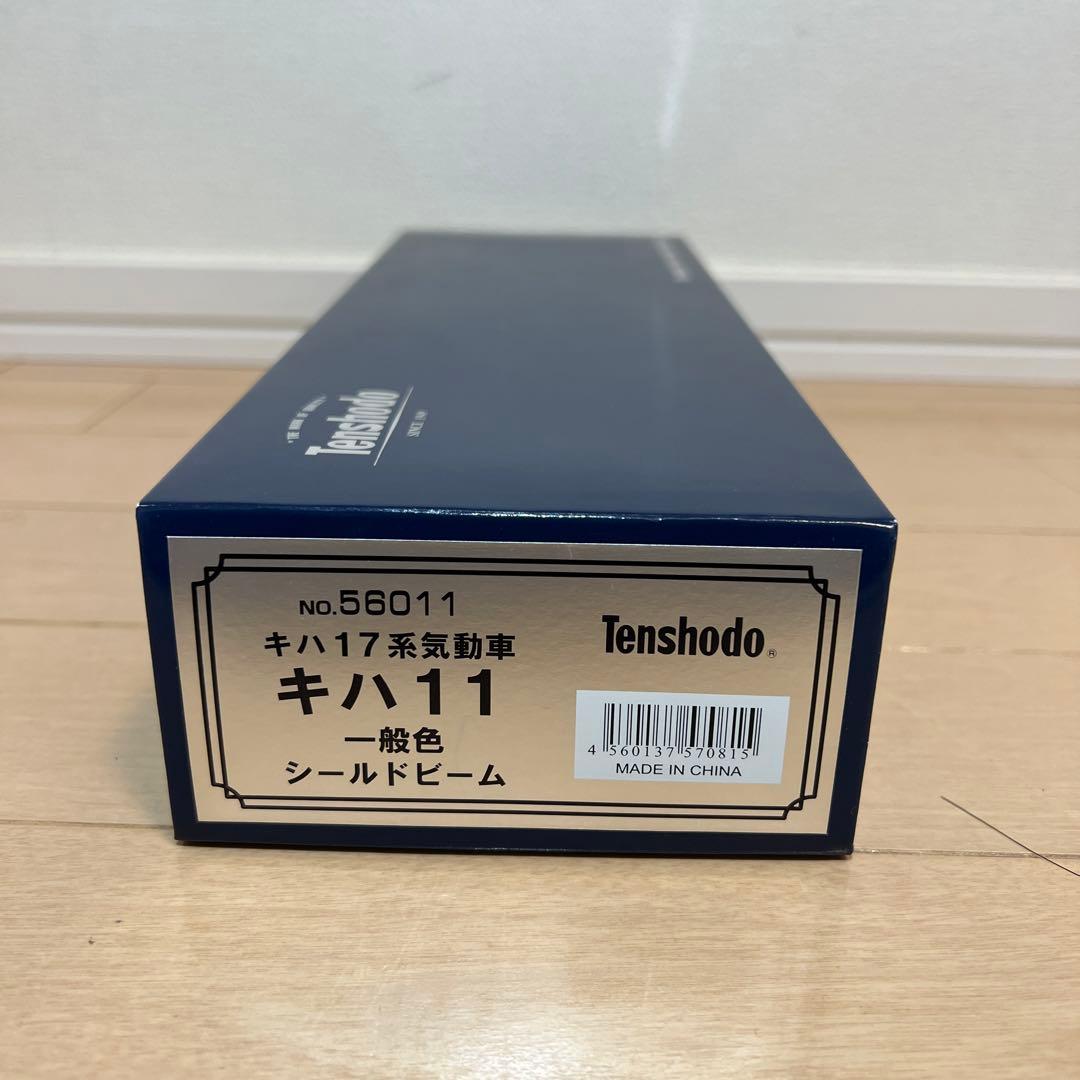 Tenshodo
NO.56011
キハ17系気動車
キハ11
一般色
シールドビーム
Tenshodo®
4 560137 570815
MADE IN CHINA